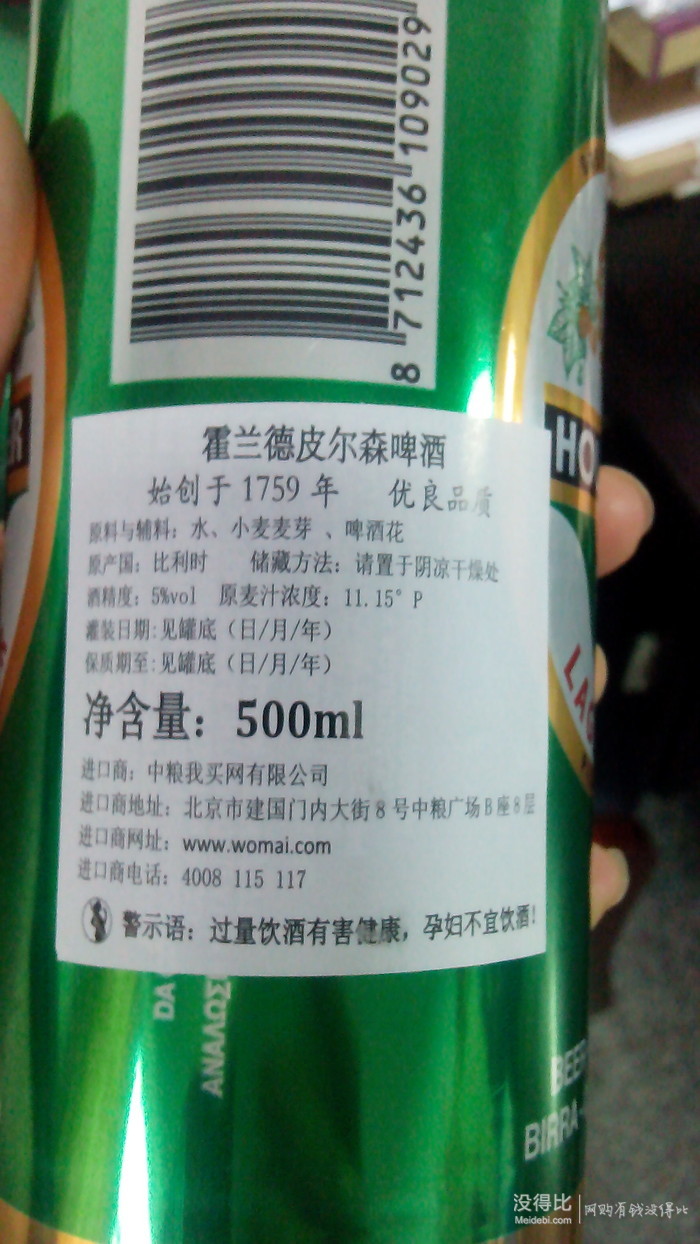 8 712436 109029
霍兰德皮尔森啤酒
始创于 1759 年 优良品质
原料与辅料：水、小麦麦芽 、啤酒花
原产国：比利时 储藏方法：请置于阴凉干燥处
酒精度：5%vol 原麦汁浓度：11.15° P
灌装日期:见罐底（日/月/年）
保质期至:见罐底（日/月/年）
净含量：500ml
进口商：中粮我买网有限公司
进口商地址：北京市建国门内大街 8 号中粮广场 B 座 8 层
进口商网址：www.womai.com
进口商电话：4008 115 117
警示语：过量饮酒有害健康，孕妇不宜饮酒！
HO
LAG
DA
ΑΝΑΛΩΣ
BEER
BIRRA
没得比
Meidebi.com
网购有钱没得比